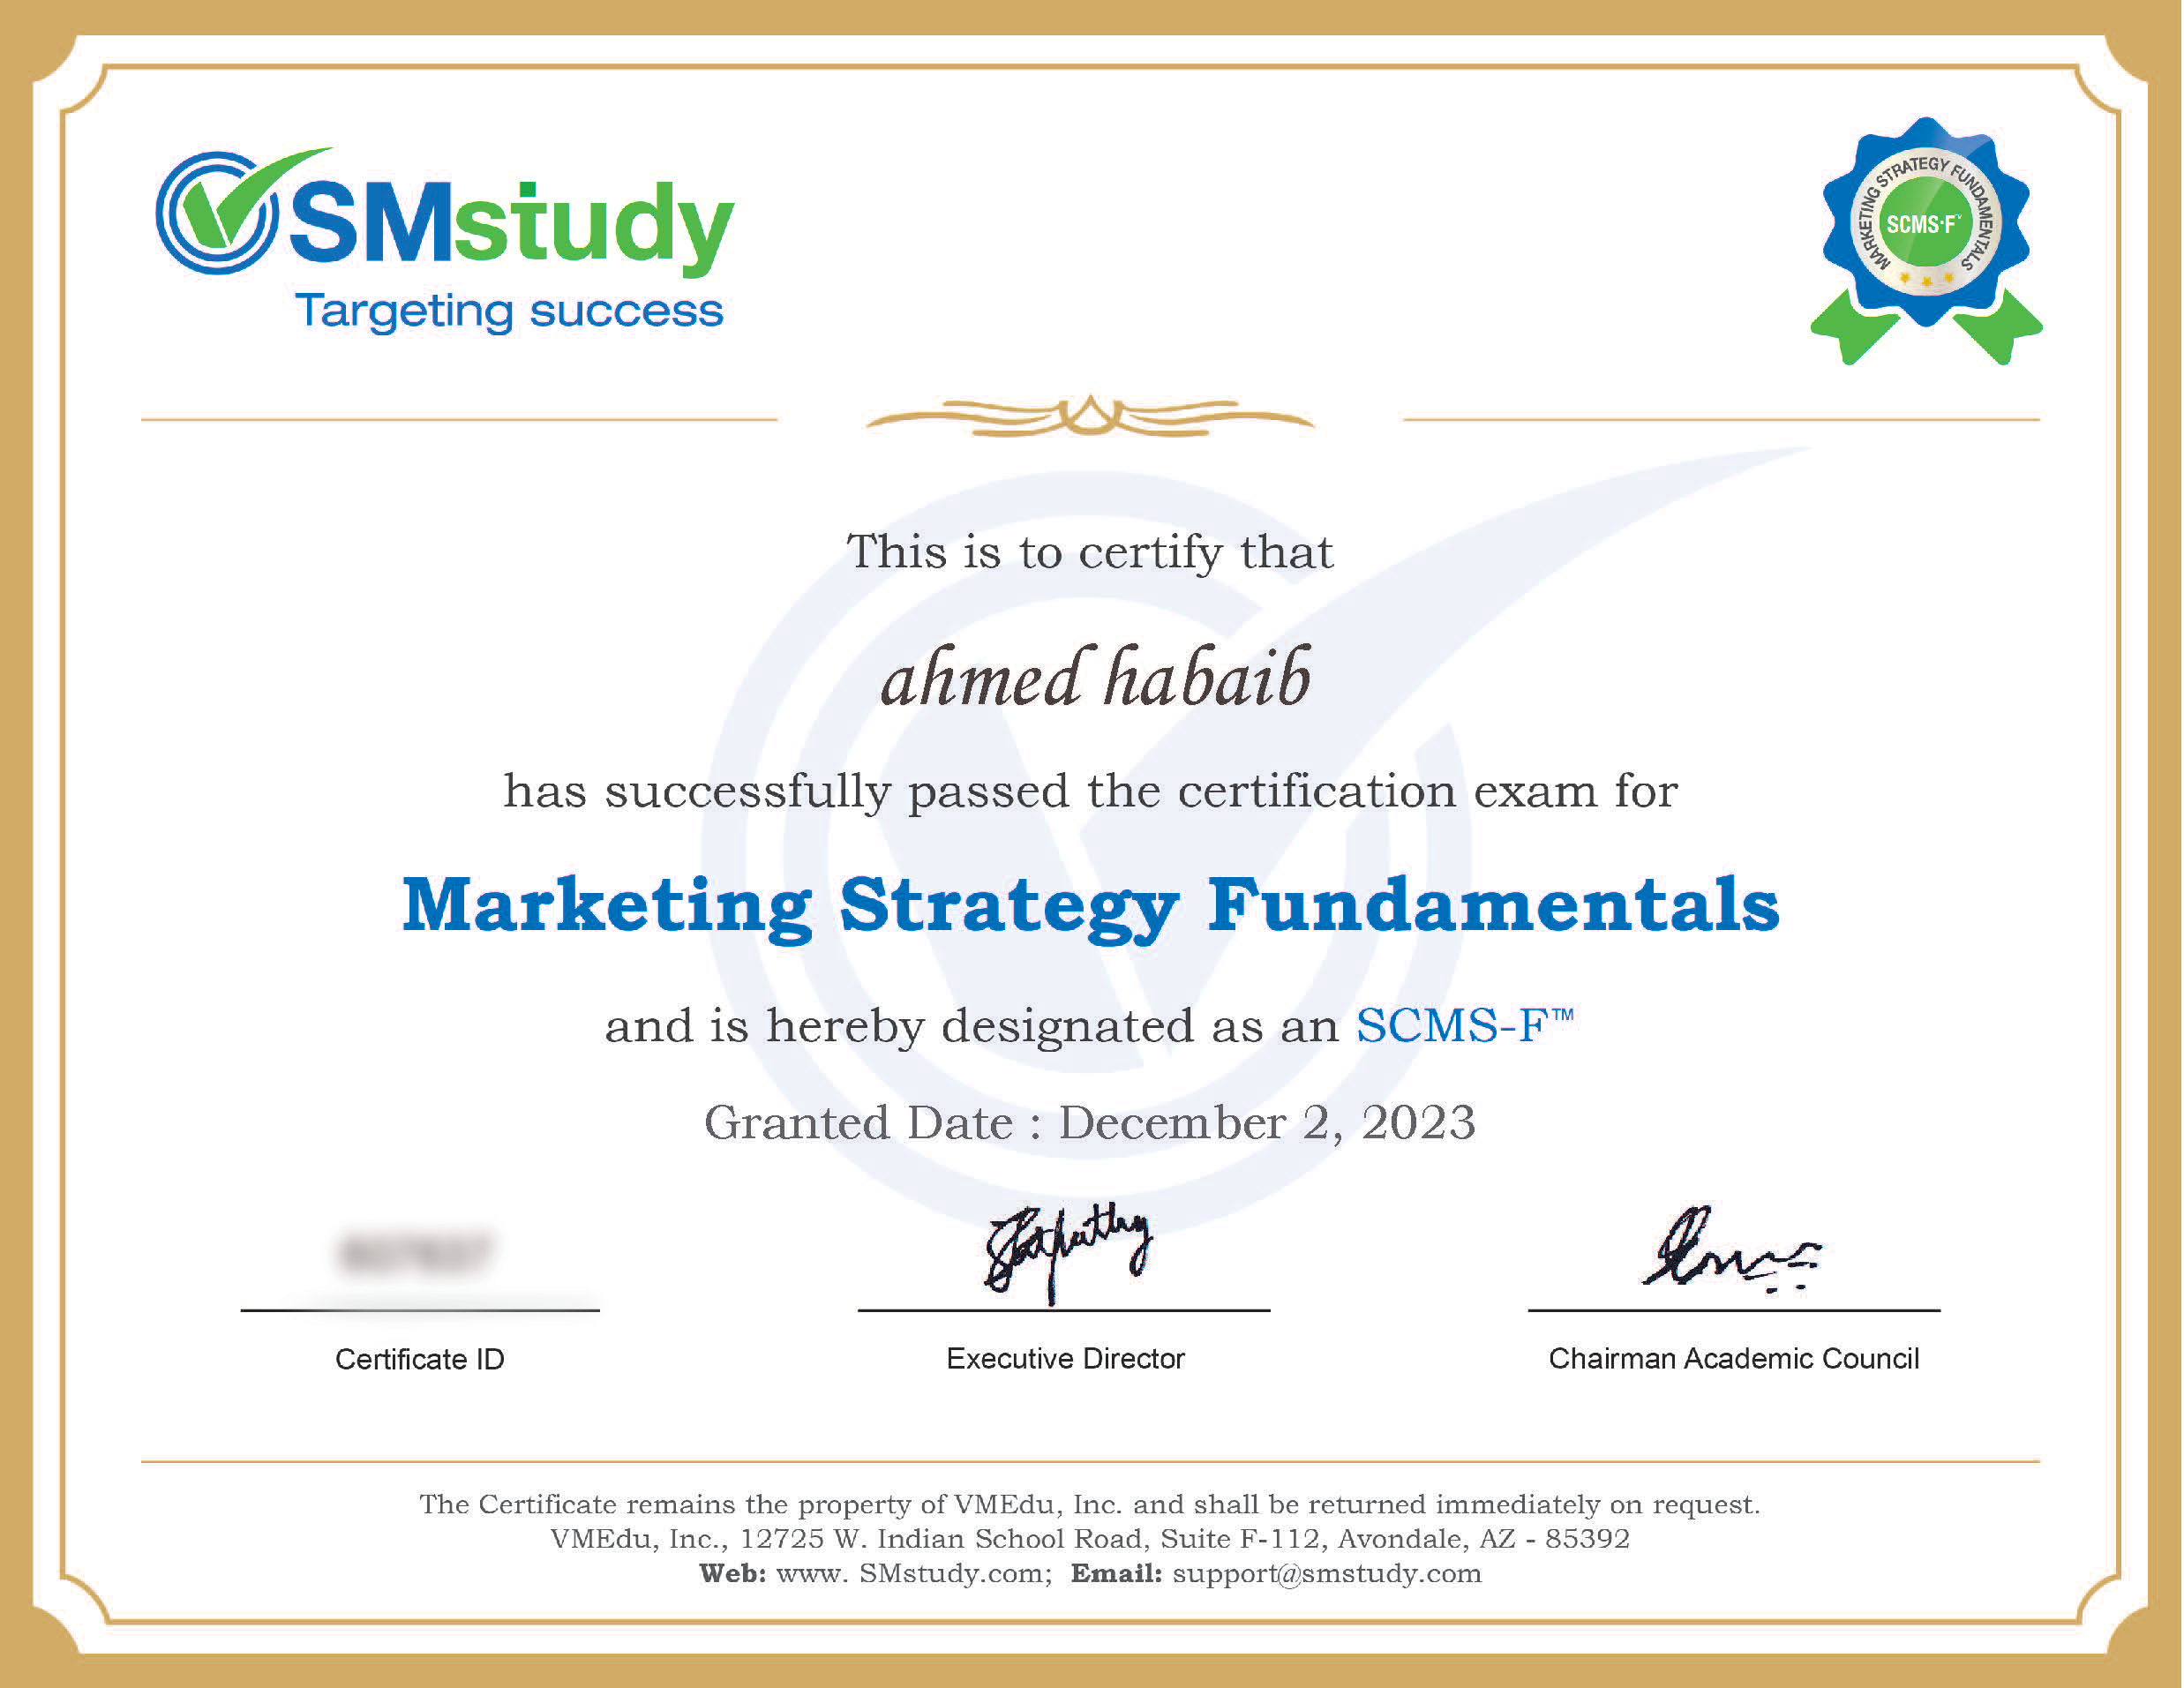 SMstudy
Targeting success
MARKETING STRATEGY FUNDAMENTALS
SCMS-F™
This is to certify that
ahmed habaib
has successfully passed the certification exam for
Marketing Strategy Fundamentals
and is hereby designated as an SCMS-F™
Granted Date : December 2, 2023
Certificate ID
Executive Director
Chairman Academic Council
The Certificate remains the property of VMEdu, Inc. and shall be returned immediately on request.
VMEdu, Inc., 12725 W. Indian School Road, Suite F-112, Avondale, AZ - 85392
Web: www. SMstudy.com; Email: support@smstudy.com